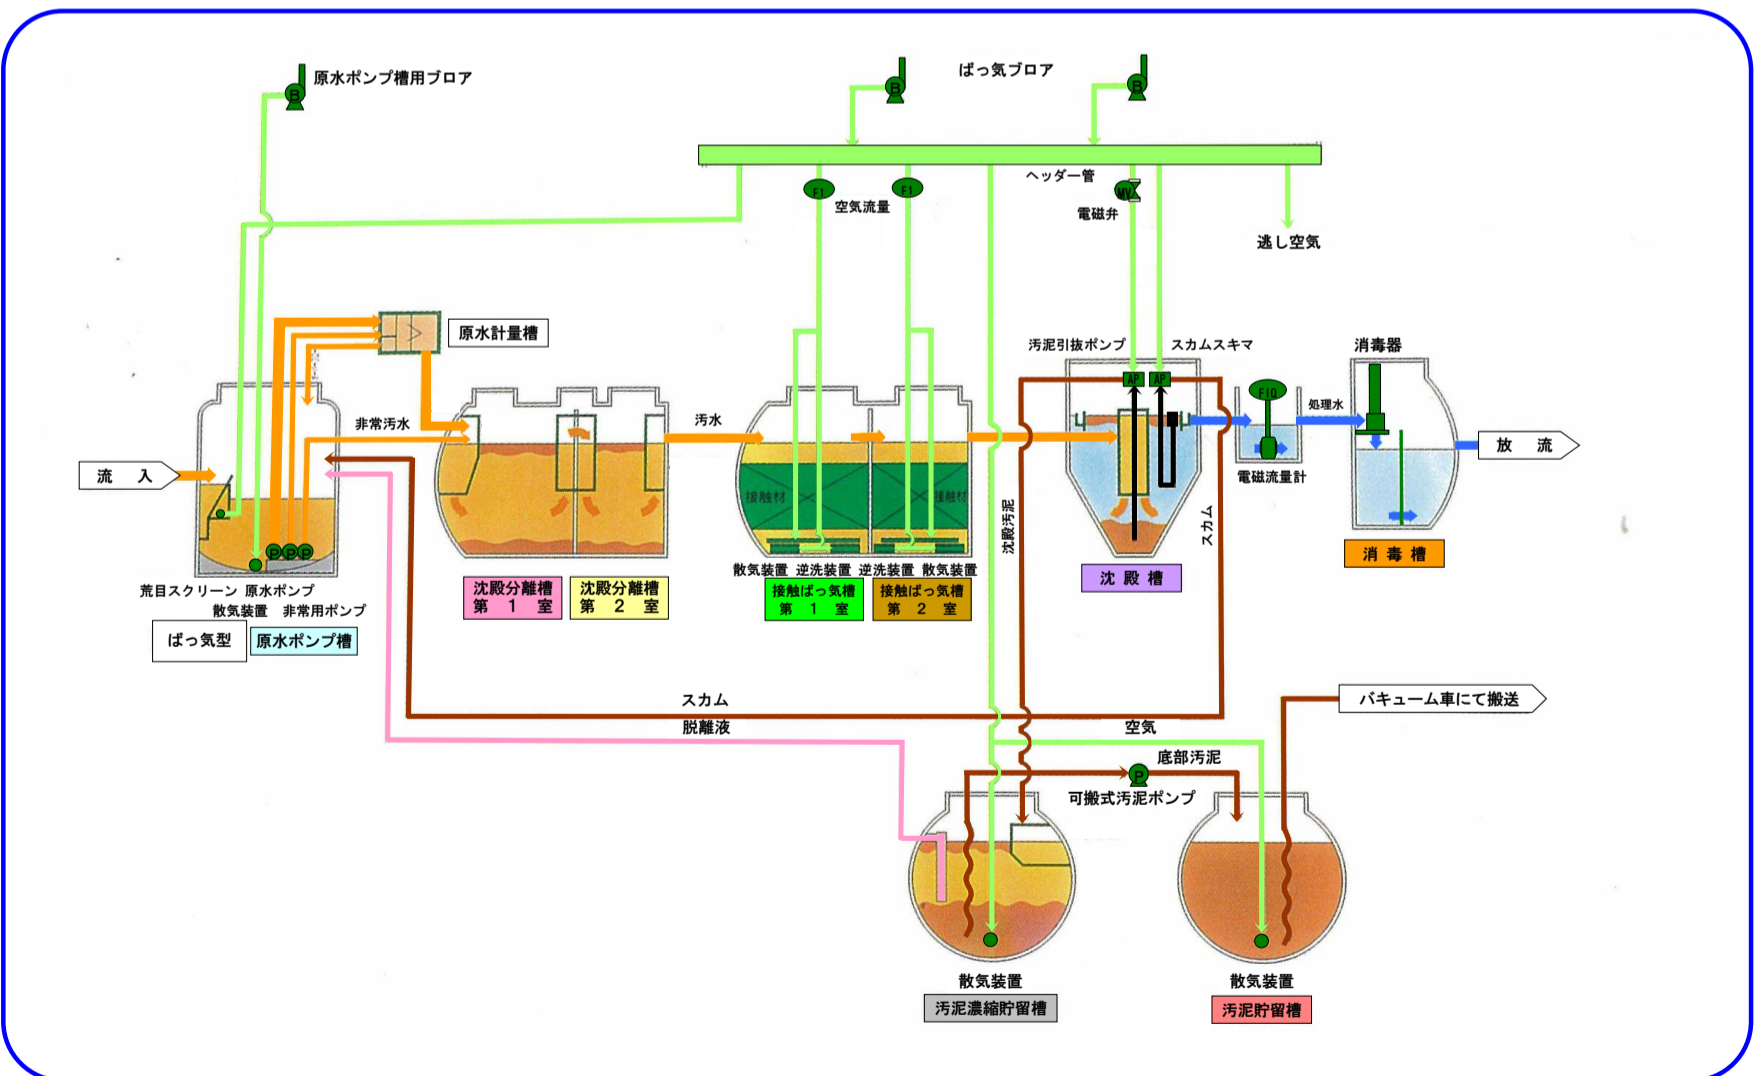 原水ポンプ槽用ブロア
B
ばっ気ブロア
B
B
ヘッダー管
空気流量
電磁弁
MV
逃し空気
原水計量槽
汚泥引抜ポンプ
スカムスキマ
AP
AP
消毒器
FIQ
処理水
非常汚水
汚水
流 入
放 流
接触材
接触材
電磁流量計
沈殿汚泥
スカム
P
P
P
荒目スクリーン 原水ポンプ
散気装置 非常用ポンプ
ばっ気型
原水ポンプ槽
沈殿分離槽
第 1 室
沈殿分離槽
第 2 室
散気装置 逆洗装置 逆洗装置 散気装置
接触ばっ気槽
第 1 室
接触ばっ気槽
第 2 室
沈 殿 槽
消 毒 槽
スカム
脱離液
空気
バキューム車にて搬送
底部汚泥
P
可搬式汚泥ポンプ
散気装置
汚泥濃縮貯留槽
散気装置
汚泥貯留槽